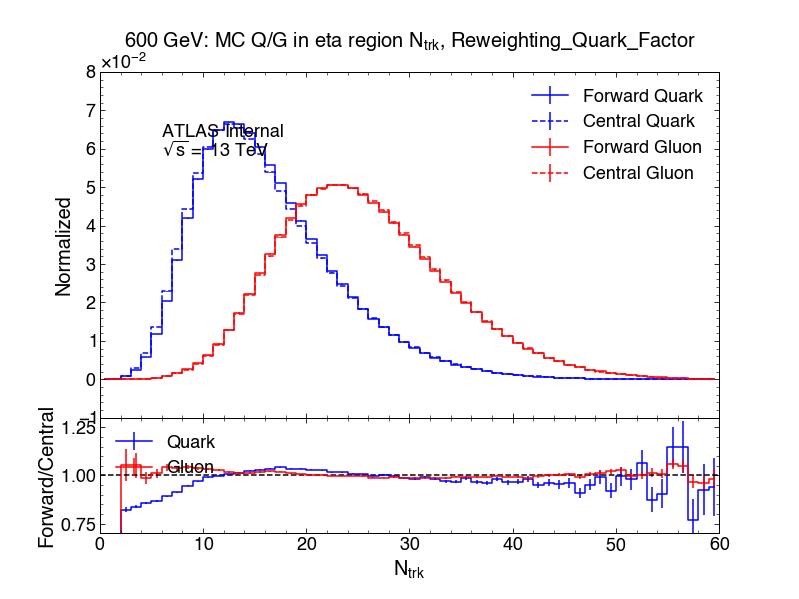 600 GeV: MC Q/G in eta region N_trk, Reweighting_Quark_Factor
×10⁻²
8
7
6
5
4
3
2
1
0
−1
Normalized
ATLAS Internal
√s = 13 TeV
Forward Quark
Central Quark
Forward Gluon
Central Gluon
Forward/Central
1.25
1.00
0.75
Quark
Gluon
0 10 20 30 40 50 60
N_trk